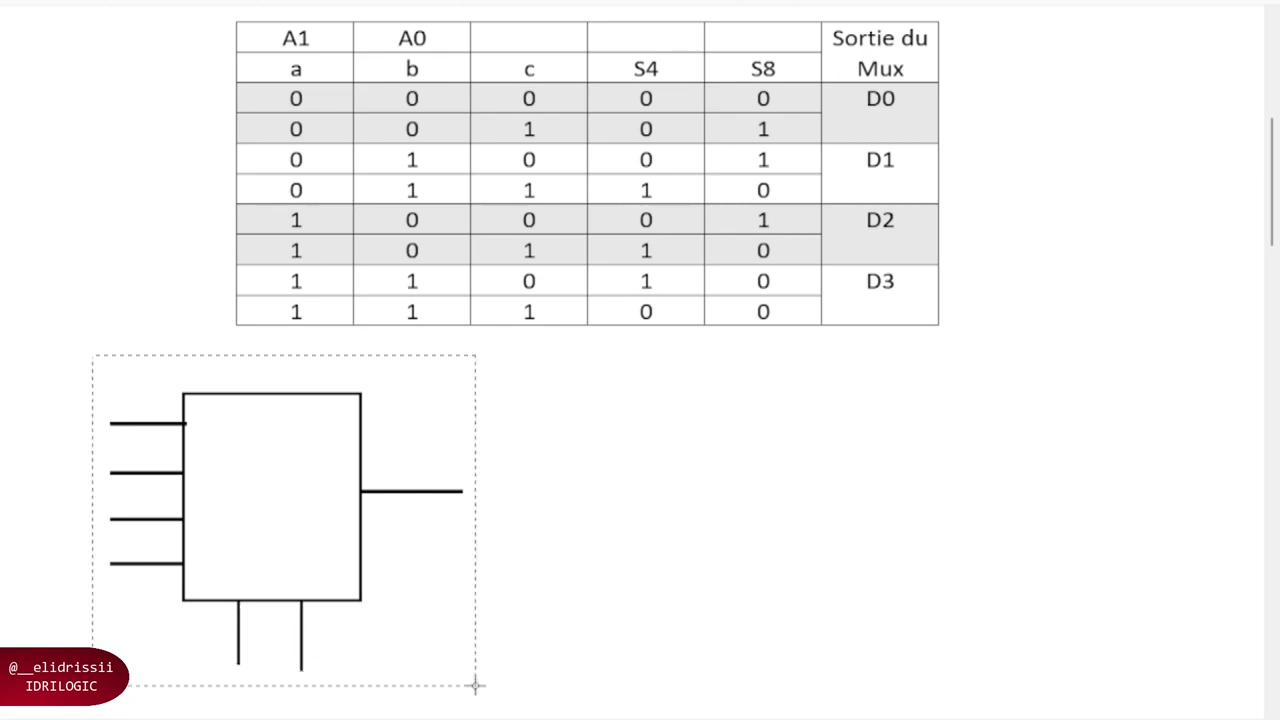 A1 A0 Sortie du
a b c S4 S8 Mux
0 0 0 0 0 D0
0 0 1 0 1
0 1 0 0 1 D1
0 1 1 1 0
1 0 0 0 1 D2
1 0 1 1 0
1 1 0 1 0 D3
1 1 1 0 0
@__elidrissii
IDRILOGIC